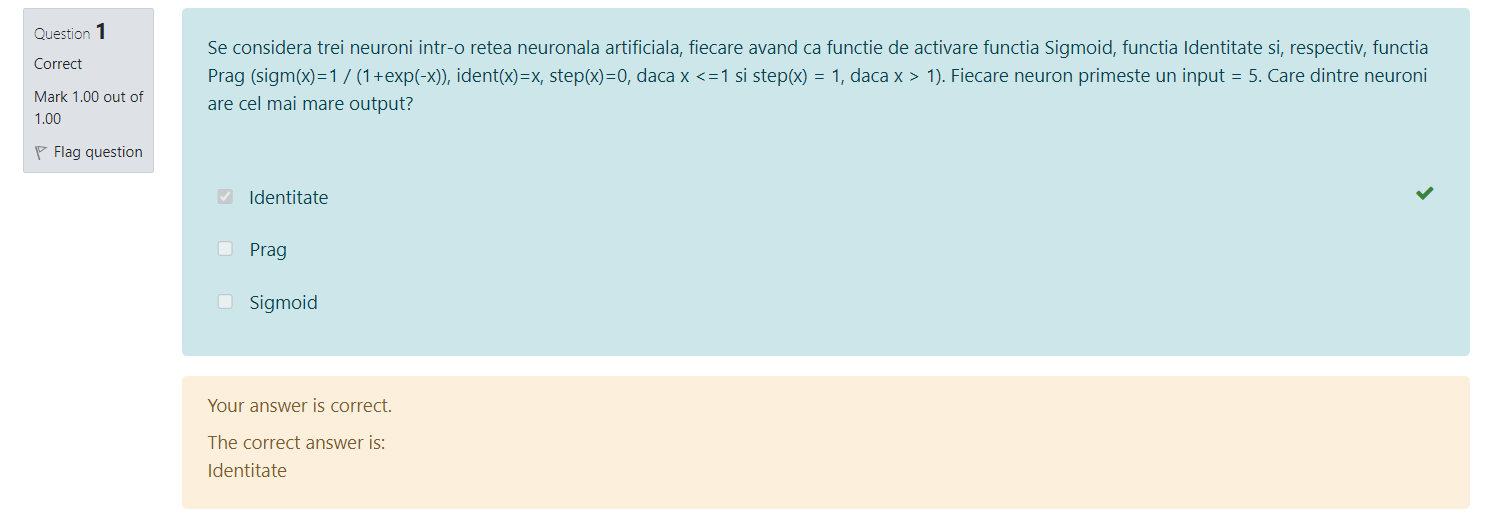 Question 1
Correct
Mark 1.00 out of
1.00
Flag question
Se considera trei neuroni intr-o retea neuronala artificiala, fiecare avand ca functie de activare functia Sigmoid, functia Identitate si, respectiv, functia
Prag (sigm(x)=1 / (1+exp(-x)), ident(x)=x, step(x)=0, daca x <=1 si step(x) = 1, daca x > 1). Fiecare neuron primeste un input = 5. Care dintre neuroni
are cel mai mare output?
Identitate
Prag
Sigmoid
Your answer is correct.
The correct answer is:
Identitate